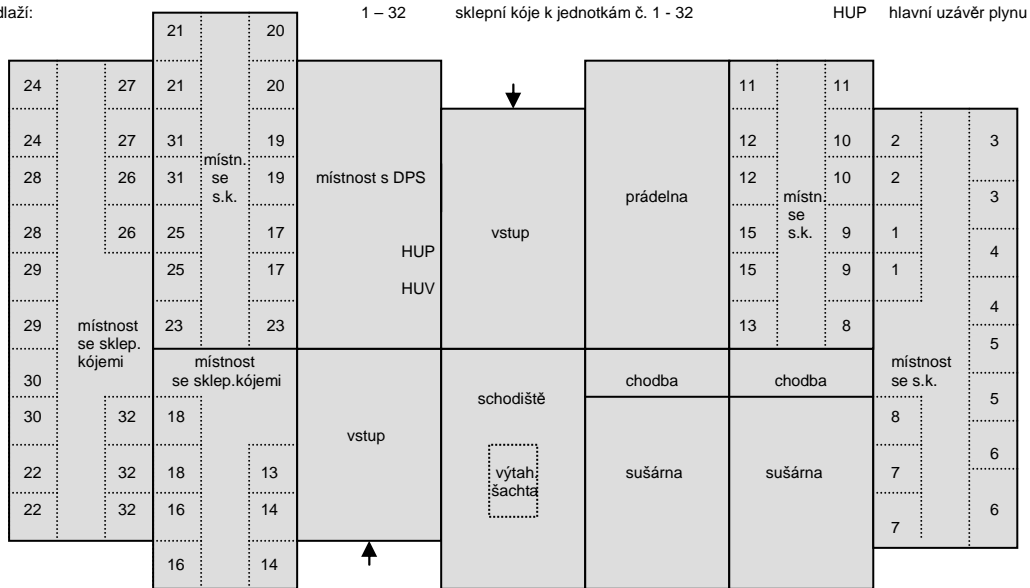 dlaží: 1 – 32 sklepní kóje k jednotkám č. 1 - 32 HUP hlavní uzávěr plynu
21 20
24 27 21 20 11 11
24 27 31 19 12 10 2 3
místn.
se
s.k.
28 26 31 19 místnost s DPS prádelna 12 10 2 3
místn.
se
s.k.
28 26 25 17 vstup 15 9 1 4
HUP
29 25 17 HUV 15 9 1 4
29 23 23 13 8 5
místnost
se sklep.
kójemi
místnost
se sklep.kójemi
místnost
se s.k.
30 schodiště chodba chodba 5
30 32 18 vstup 8 6
22 32 18 13 výtah.
šachta
sušárna sušárna 7 6
22 32 16 14 7
16 14